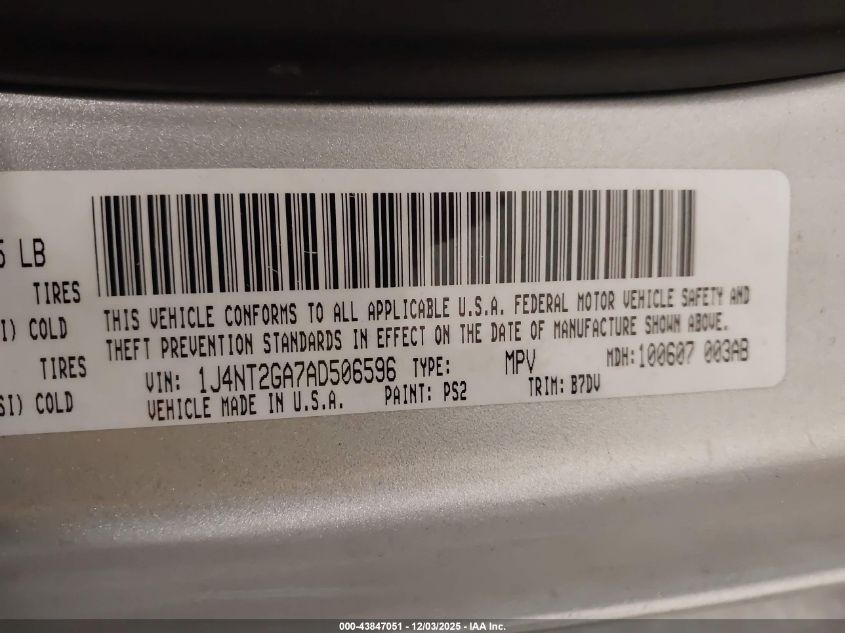 5 LB
TIRES
I) COLD
TIRES
SI) COLD
THIS VEHICLE CONFORMS TO ALL APPLICABLE U.S.A. FEDERAL MOTOR VEHICLE SAFETY AND
THEFT PREVENTION STANDARDS IN EFFECT ON THE DATE OF MANUFACTURE SHOWN ABOVE.
VIN: 1J4NT2GA7AD506596 TYPE: MPV MDH:100607 003AB
VEHICLE MADE IN U.S.A. PAINT: PS2 TRIM: B7DV
000-43847051 - 12/03/2025 - IAA Inc.